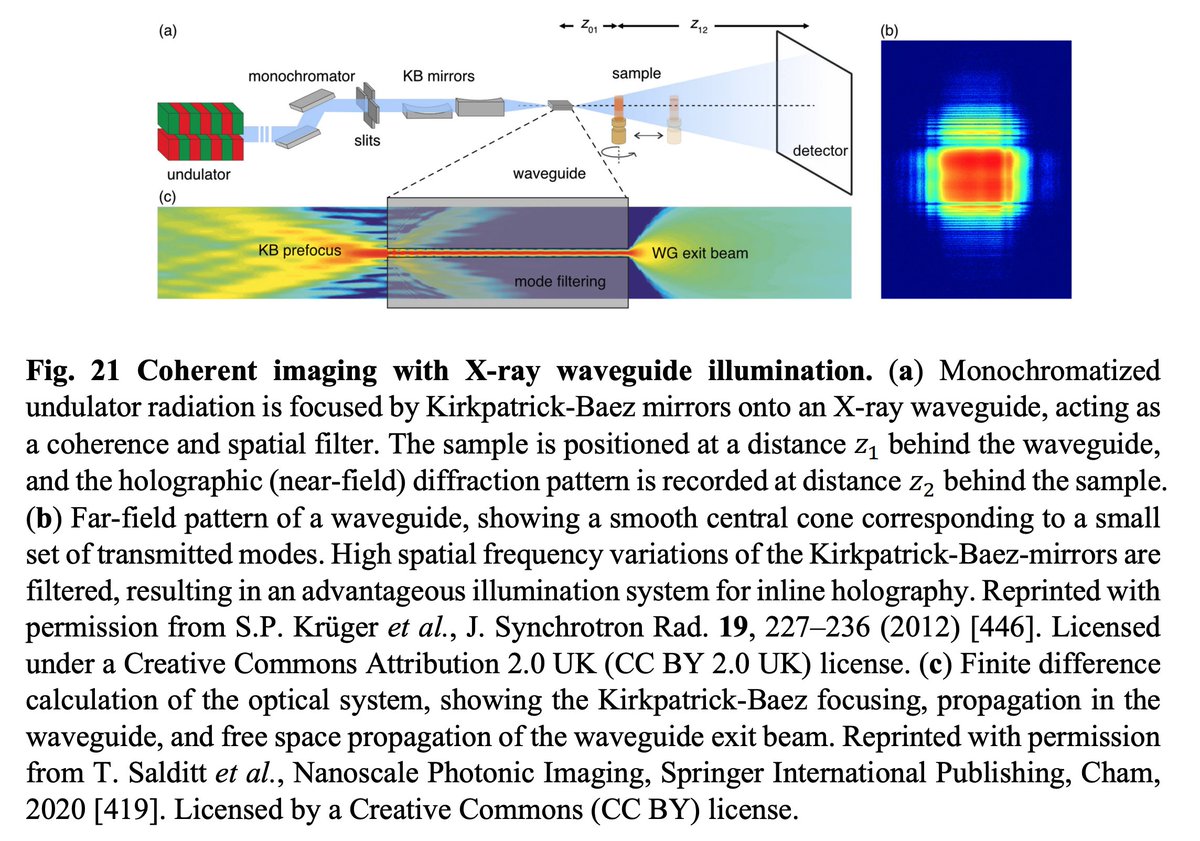 (a)
z01
z12
(b)
monochromator
KB mirrors
sample
slits
detector
undulator
waveguide
(c)
KB prefocus
WG exit beam
mode filtering
Fig. 21 Coherent imaging with X-ray waveguide illumination. (a) Monochromatized
undulator radiation is focused by Kirkpatrick-Baez mirrors onto an X-ray waveguide, acting as
a coherence and spatial filter. The sample is positioned at a distance z₁ behind the waveguide,
and the holographic (near-field) diffraction pattern is recorded at distance z₂ behind the sample.
(b) Far-field pattern of a waveguide, showing a smooth central cone corresponding to a small
set of transmitted modes. High spatial frequency variations of the Kirkpatrick-Baez-mirrors are
filtered, resulting in an advantageous illumination system for inline holography. Reprinted with
permission from S.P. Krüger et al., J. Synchrotron Rad. 19, 227–236 (2012) [446]. Licensed
under a Creative Commons Attribution 2.0 UK (CC BY 2.0 UK) license. (c) Finite difference
calculation of the optical system, showing the Kirkpatrick-Baez focusing, propagation in the
waveguide, and free space propagation of the waveguide exit beam. Reprinted with permission
from T. Salditt et al., Nanoscale Photonic Imaging, Springer International Publishing, Cham,
2020 [419]. Licensed by a Creative Commons (CC BY) license.